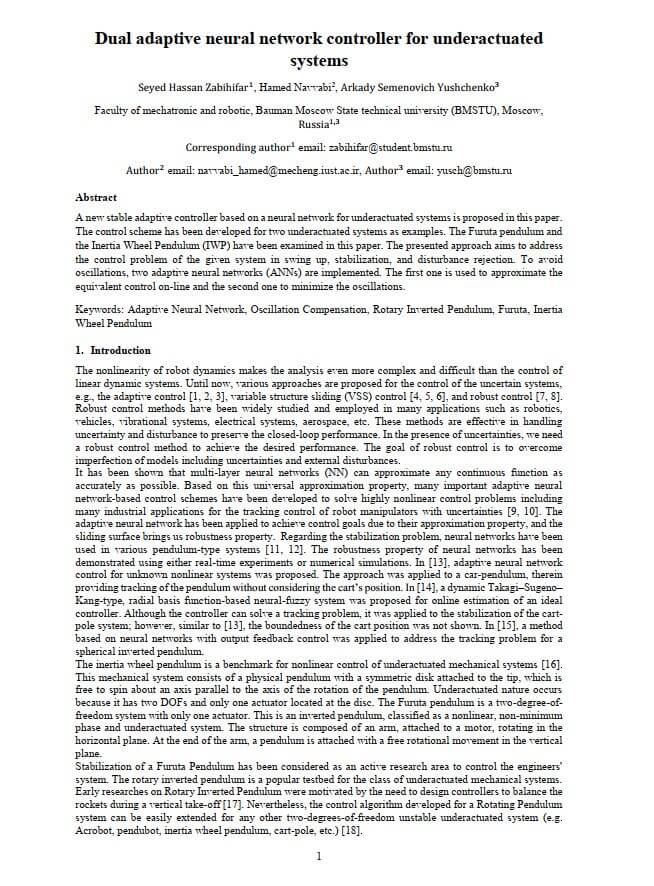 Dual adaptive neural network controller for underactuated
systems
Seyed Hassan Zabihifar¹, Hamed Navvabi², Arkady Semenovich Yushchenko³
Faculty of mechatronic and robotic, Bauman Moscow State technical university (BMSTU), Moscow,
Russia¹,³
Corresponding author¹ email: zabihifar@student.bmstu.ru
Author² email: navvabi_hamed@mecheng.iust.ac.ir, Author³ email: yusch@bmstu.ru
Abstract
A new stable adaptive controller based on a neural network for underactuated systems is proposed in this paper.
The control scheme has been developed for two underactuated systems as examples. The Furuta pendulum and
the Inertia Wheel Pendulum (IWP) have been examined in this paper. The presented approach aims to address
the control problem of the given system in swing up, stabilization, and disturbance rejection. To avoid
oscillations, two adaptive neural networks (ANNs) are implemented. The first one is used to approximate the
equivalent control on-line and the second one to minimize the oscillations.
Keywords: Adaptive Neural Network, Oscillation Compensation, Rotary Inverted Pendulum, Furuta, Inertia
Wheel Pendulum
1. Introduction
The nonlinearity of robot dynamics makes the analysis even more complex and difficult than the control of
linear dynamic systems. Until now, various approaches are proposed for the control of the uncertain systems,
e.g., the adaptive control [1, 2, 3], variable structure sliding (VSS) control [4, 5, 6], and robust control [7, 8].
Robust control methods have been widely studied and employed in many applications such as robotics,
vehicles, vibrational systems, electrical systems, aerospace, etc. These methods are effective in handling
uncertainty and disturbance to preserve the closed-loop performance. In the presence of uncertainties, we need
a robust control method to achieve the desired performance. The goal of robust control is to overcome
imperfection of models including uncertainties and external disturbances.
It has been shown that multi-layer neural networks (NN) can approximate any continuous function as
accurately as possible. Based on this universal approximation property, many important adaptive neural
network-based control schemes have been developed to solve highly nonlinear control problems including
many industrial applications for the tracking control of robot manipulators with uncertainties [9, 10]. The
adaptive neural network has been applied to achieve control goals due to their approximation property, and the
sliding surface brings us robustness property. Regarding the stabilization problem, neural networks have been
used in various pendulum-type systems [11, 12]. The robustness property of neural networks has been
demonstrated using either real-time experiments or numerical simulations. In [13], adaptive neural network
control for unknown nonlinear systems was proposed. The approach was applied to a car-pendulum, therein
providing tracking of the pendulum without considering the cart's position. In [14], a dynamic Takagi–Sugeno–
Kang-type, radial basis function-based neural-fuzzy system was proposed for online estimation of an ideal
controller. Although the controller can solve a tracking problem, it was applied to the stabilization of the cart-
pole system; however, similar to [13], the boundedness of the cart position was not shown. In [15], a method
based on neural networks with output feedback control was applied to address the tracking problem for a
spherical inverted pendulum.
The inertia wheel pendulum is a benchmark for nonlinear control of underactuated mechanical systems [16].
This mechanical system consists of a physical pendulum with a symmetric disk attached to the tip, which is
free to spin about an axis parallel to the axis of the rotation of the pendulum. Underactuated nature occurs
because it has two DOFs and only one actuator located at the disc. The Furuta pendulum is a two-degree-of-
freedom system with only one actuator. This is an inverted pendulum, classified as a nonlinear, non-minimum
phase and underactuated system. The structure is composed of an arm, attached to a motor, rotating in the
horizontal plane. At the end of the arm, a pendulum is attached with a free rotational movement in the vertical
plane.
Stabilization of a Furuta Pendulum has been considered as an active research area to control the engineers'
system. The rotary inverted pendulum is a popular testbed for the class of underactuated mechanical systems.
Early researches on Rotary Inverted Pendulum were motivated by the need to design controllers to balance the
rockets during a vertical take-off [17]. Nevertheless, the control algorithm developed for a Rotating Pendulum
system can be easily extended for any other two-degrees-of-freedom unstable underactuated system (e.g.
Acrobot, pendubot, inertia wheel pendulum, cart-pole, etc.) [18].
1